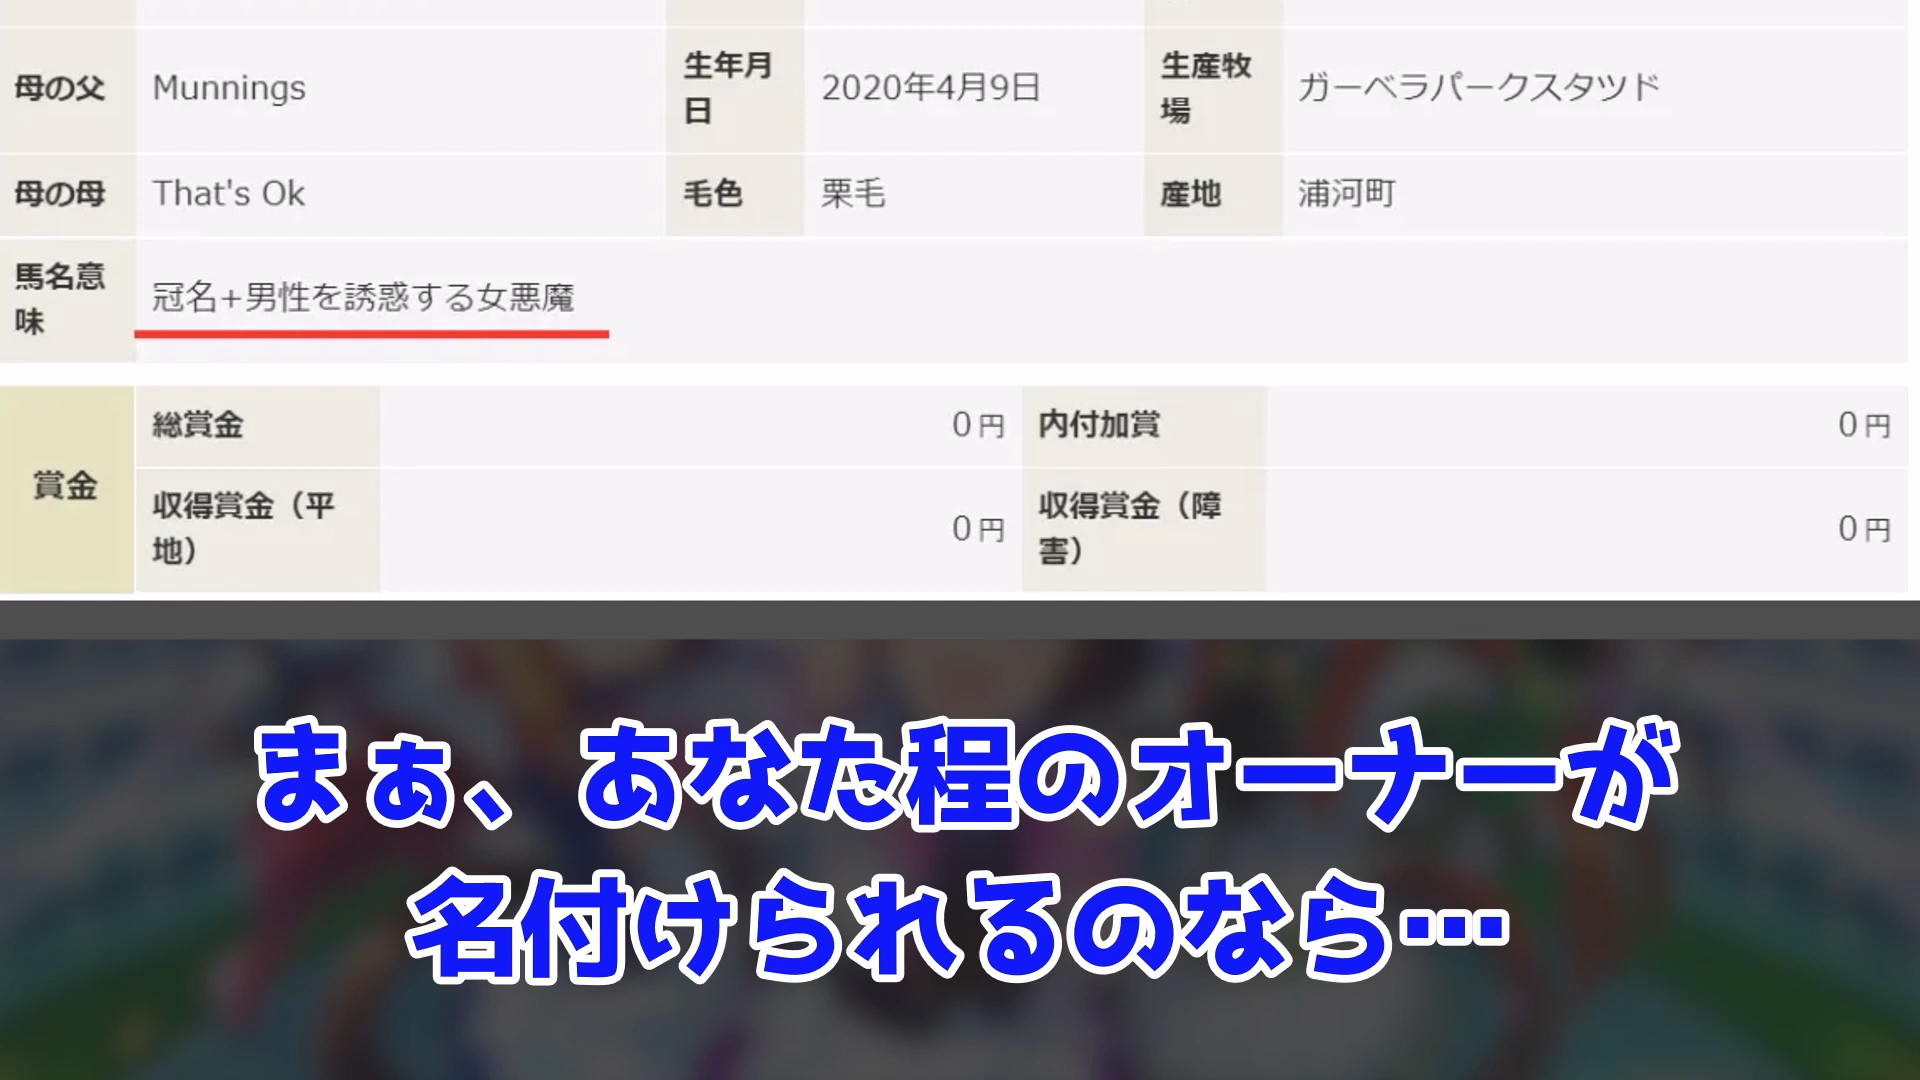 母の父 Munnings 生年月日 2020年4月9日 生産牧場 ガーベラパークスタツド
母の母 That's Ok 毛色 栗毛 産地 浦河町
馬名意味 冠名+男性を誘惑する女悪魔
賞金 総賞金 0円 内付加賞 0円
収得賞金（平地） 0円 収得賞金（障害） 0円
まぁ、あなた程のオーナーが
名付けられるのなら…